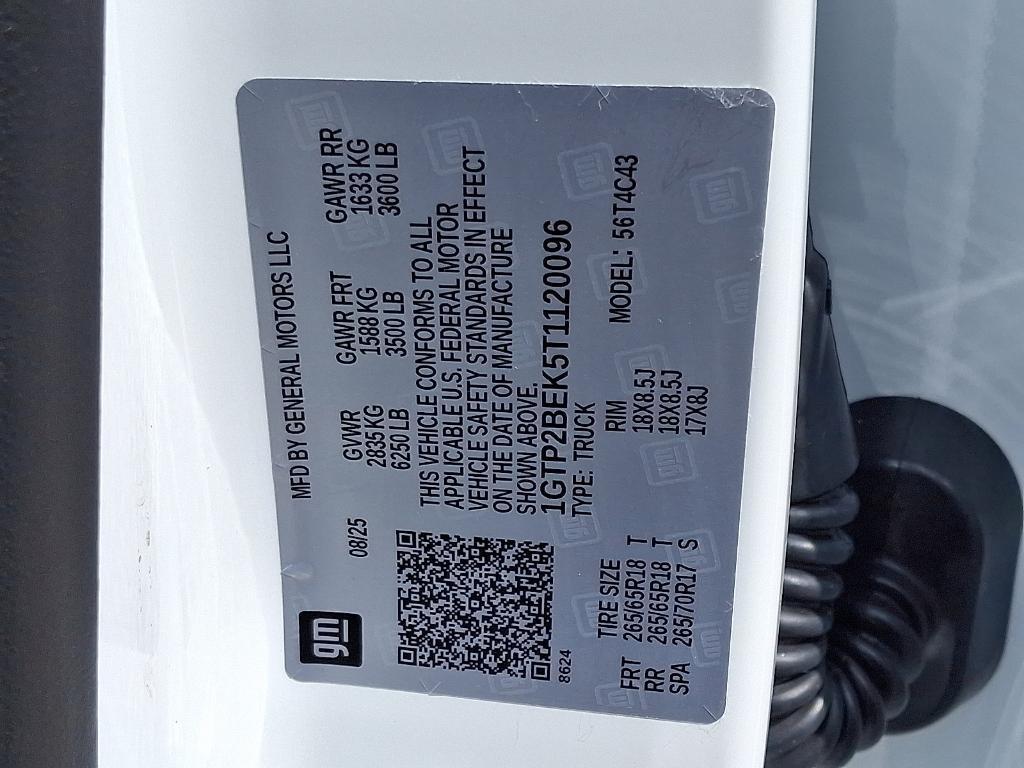 gm
MFD BY GENERAL MOTORS LLC
08/25
GVWR GAWR FRT GAWR RR
2835 KG 1588 KG 1633 KG
6250 LB 3500 LB 3600 LB
THIS VEHICLE CONFORMS TO ALL
APPLICABLE U.S. FEDERAL MOTOR
VEHICLE SAFETY STANDARDS IN EFFECT
ON THE DATE OF MANUFACTURE
SHOWN ABOVE.
1GTP2BEK5T1120096
8624
TYPE: TRUCK
TIRE SIZE RIM MODEL: 56T4C43
FRT 265/65R18 T 18X8.5J
RR 265/65R18 T 18X8.5J
SPA 265/70R17 S 17X8J